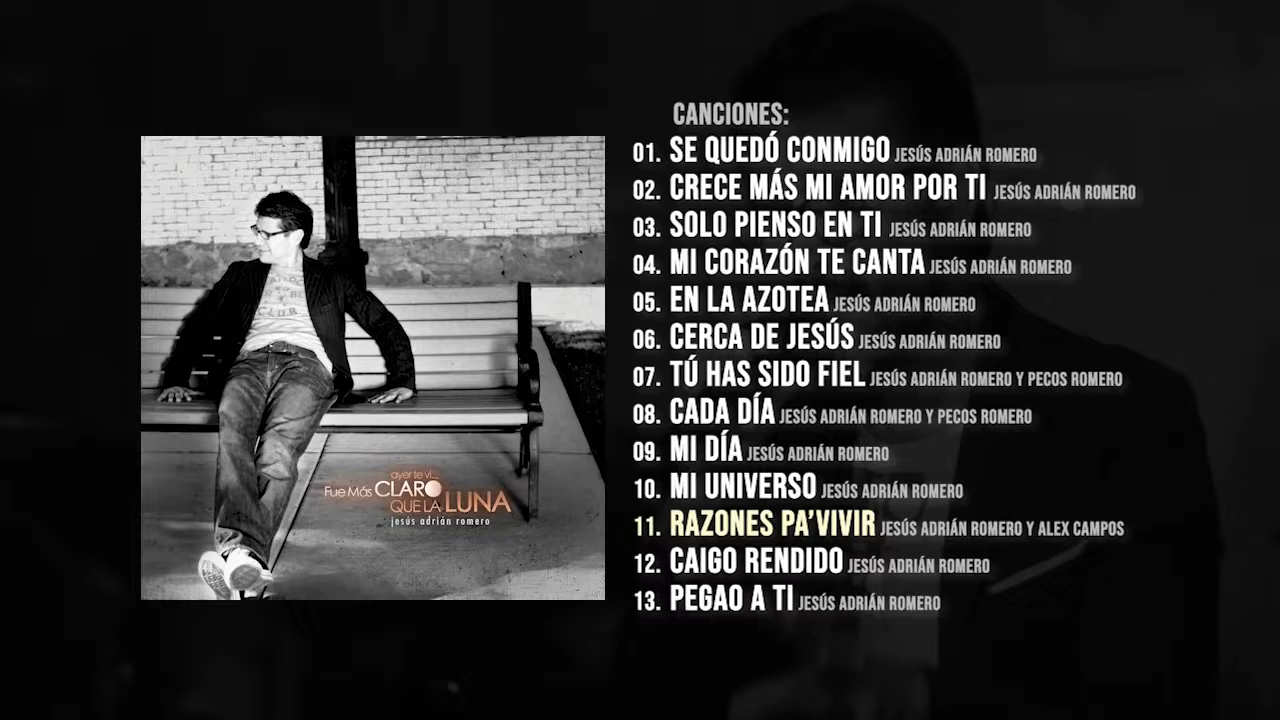 CANCIONES:
01. SE QUEDÓ CONMIGO JESÚS ADRIÁN ROMERO
02. CRECE MÁS MI AMOR POR TI JESÚS ADRIÁN ROMERO
03. SOLO PIENSO EN TI JESÚS ADRIÁN ROMERO
04. MI CORAZÓN TE CANTA JESÚS ADRIÁN ROMERO
05. EN LA AZOTEA JESÚS ADRIÁN ROMERO
06. CERCA DE JESÚS JESÚS ADRIÁN ROMERO
07. TÚ HAS SIDO FIEL JESÚS ADRIÁN ROMERO Y PECOS ROMERO
08. CADA DÍA JESÚS ADRIÁN ROMERO Y PECOS ROMERO
09. MI DÍA JESÚS ADRIÁN ROMERO
10. MI UNIVERSO JESÚS ADRIÁN ROMERO
11. RAZONES PA'VIVIR JESÚS ADRIÁN ROMERO Y ALEX CAMPOS
12. CAIGO RENDIDO JESÚS ADRIÁN ROMERO
13. PEGAO A TI JESÚS ADRIÁN ROMERO
CLUB
ayer te vi...
Fue Más CLARO
QUE LA LUNA
jesús adrián romero